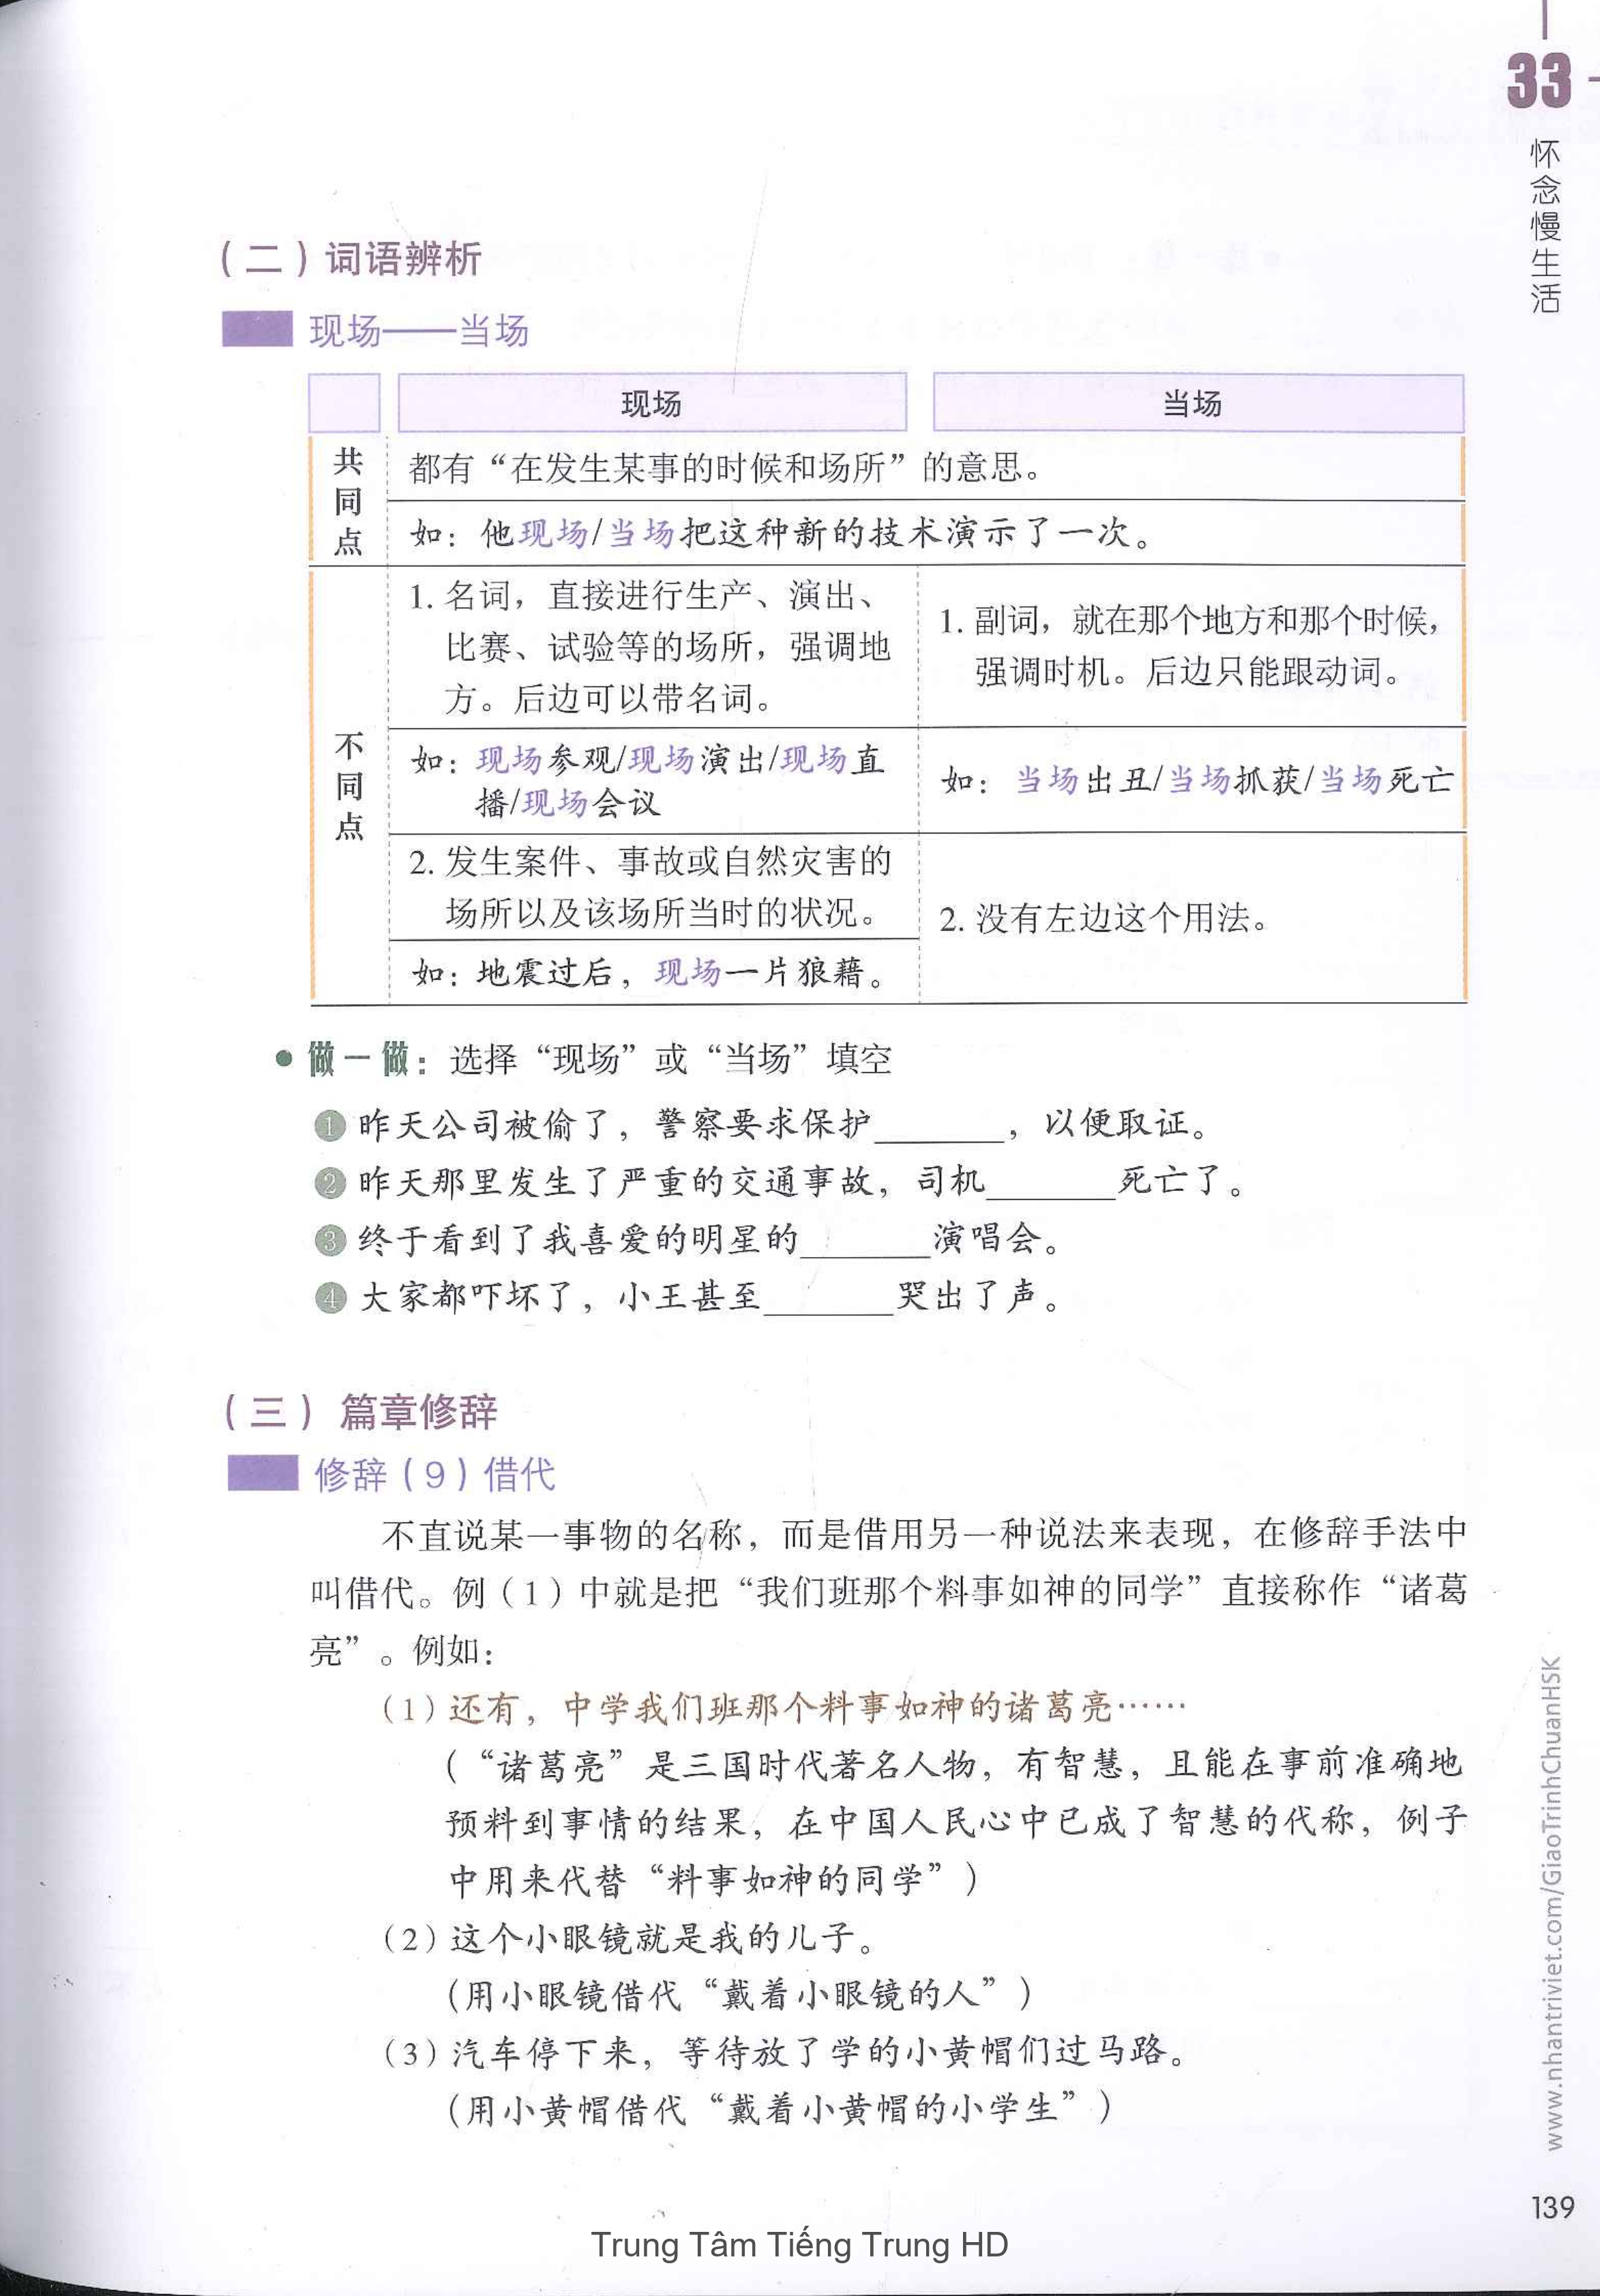 33
怀念慢生活
（二）词语辨析
现场——当场
现场
当场
共同点
都有“在发生某事的时候和场所”的意思。
如：他现场/当场把这种新的技术演示了一次。
不同点
1. 名词，直接进行生产、演出、
比赛、试验等的场所，强调地
方。后边可以带名词。
1. 副词，就在那个地方和那个时候，
强调时机。后边只能跟动词。
如：现场参观/现场演出/现场直
播/现场会议
如：当场出丑/当场抓获/当场死亡
2. 发生案件、事故或自然灾害的
场所以及该场所当时的状况。
2. 没有左边这个用法。
如：地震过后，现场一片狼藉。
● 做一做：选择“现场”或“当场”填空
❶ 昨天公司被偷了，警察要求保护_______，以便取证。
❷ 昨天那里发生了严重的交通事故，司机_______死亡了。
❸ 终于看到了我喜爱的明星的_______演唱会。
❹ 大家都吓坏了，小王甚至_______哭出了声。
（三）篇章修辞
修辞（9）借代
不直说某一事物的名称，而是借用另一种说法来表现，在修辞手法中
叫借代。例（1）中就是把“我们班那个料事如神的同学”直接称作“诸葛
亮”。例如：
（1）还有，中学我们班那个料事如神的诸葛亮……
（“诸葛亮”是三国时代著名人物，有智慧，且能在事前准确地
预料到事情的结果，在中国人民心中已成了智慧的代称，例子
中用来代替“料事如神的同学”）
（2）这个小眼镜就是我的儿子。
（用小眼镜借代“戴着小眼镜的人”）
（3）汽车停下来，等待放了学的小黄帽们过马路。
（用小黄帽借代“戴着小黄帽的小学生”）
www.nhantriviet.com/GiaoTrinhChuanHSK
139
Trung Tâm Tiếng Trung HD